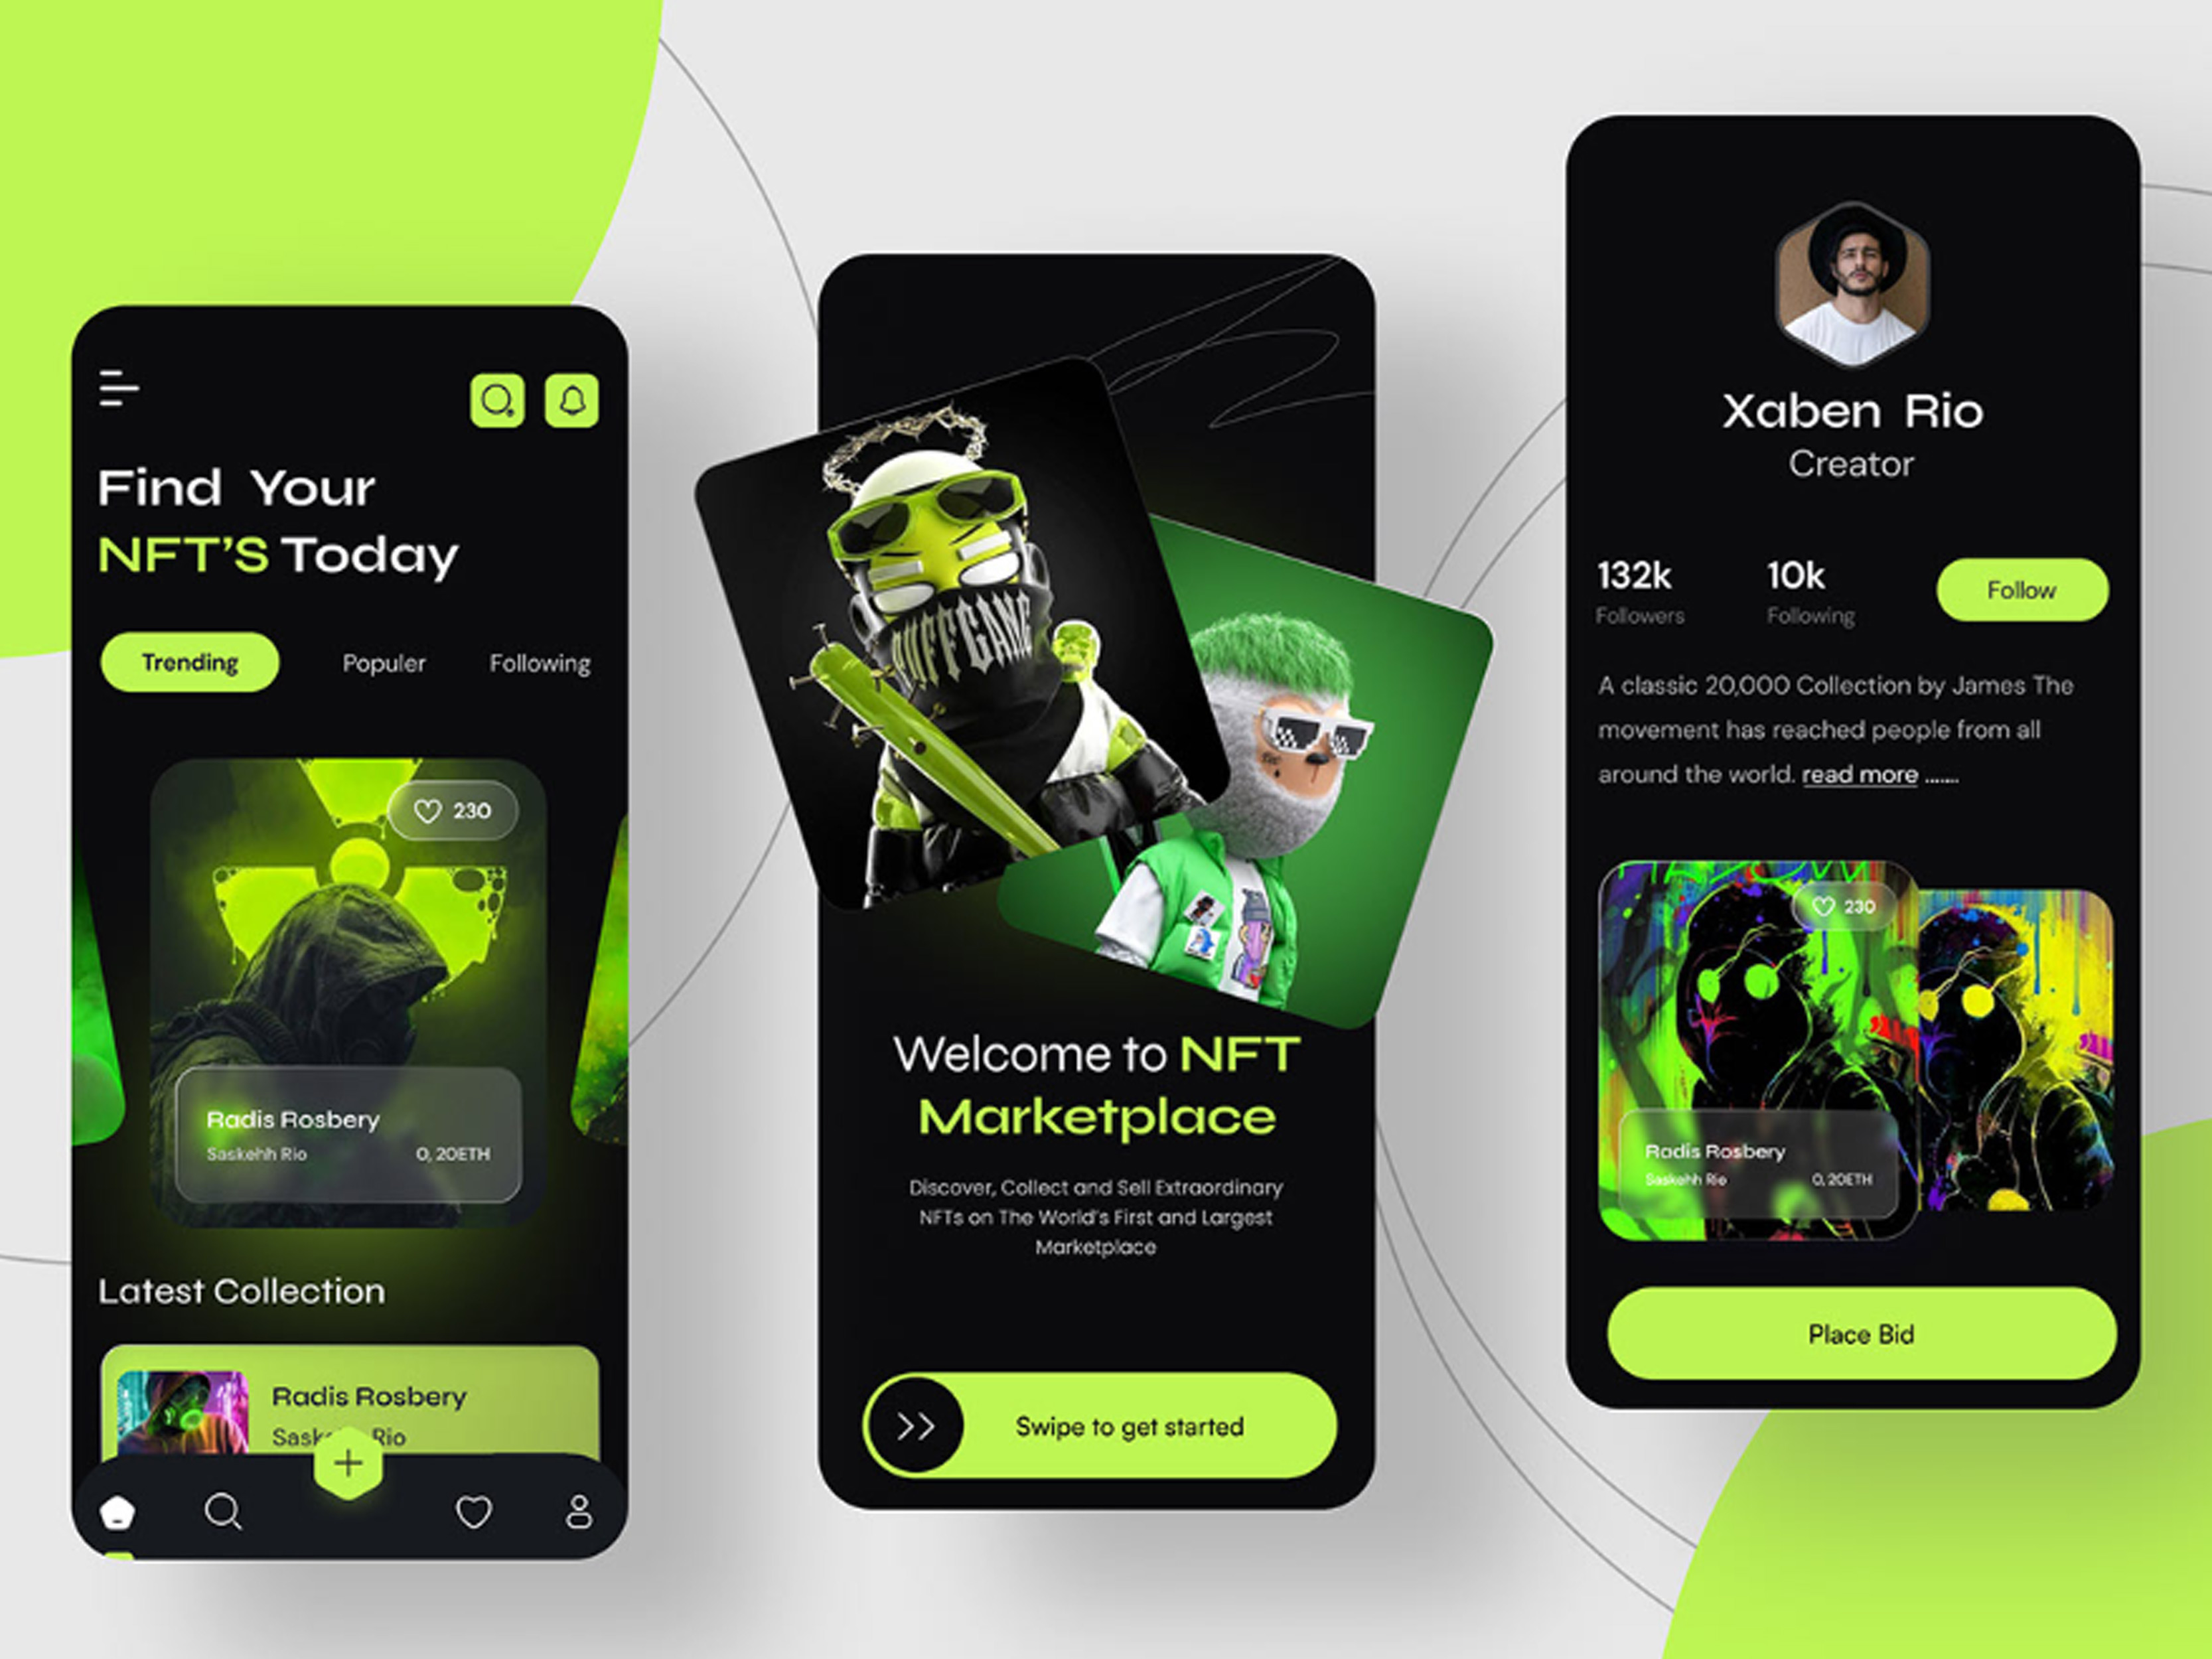 Find Your
NFT'S Today
Trending
Populer
Following
230
Radis Rosbery
Saskehh Rio
0, 20ETH
Latest Collection
Radis Rosbery
Rio
PUFFGANG
Welcome to NFT
Marketplace
Discover, Collect and Sell Extraordinary
NFTs on The World's First and Largest
Marketplace
Swipe to get started
Xaben Rio
Creator
132k
Followers
10k
Following
Follow
A classic 20,000 Collection by James The
movement has reached people from all
around the world. read more .......
230
Radis Rosbery
Saskehh Rio
0, 20ETH
Place Bid